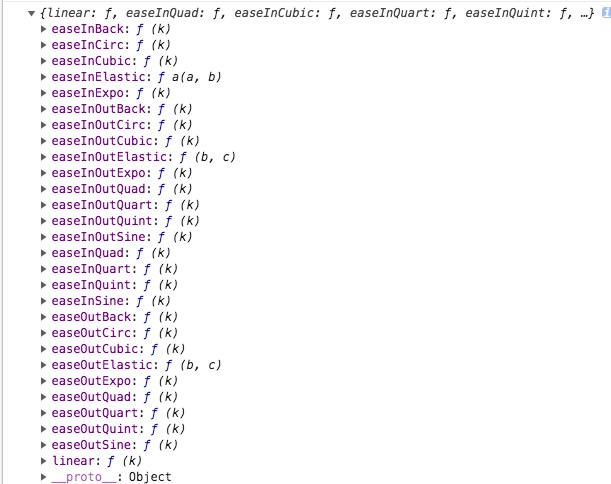 ▼ {linear: ƒ, easeInQuad: ƒ, easeInCubic: ƒ, easeInQuart: ƒ, easeInQuint: ƒ, …} i
▶ easeInBack: ƒ (k)
▶ easeInCirc: ƒ (k)
▶ easeInCubic: ƒ (k)
▶ easeInElastic: ƒ a(a, b)
▶ easeInExpo: ƒ (k)
▶ easeInOutBack: ƒ (k)
▶ easeInOutCirc: ƒ (k)
▶ easeInOutCubic: ƒ (k)
▶ easeInOutElastic: ƒ (b, c)
▶ easeInOutExpo: ƒ (k)
▶ easeInOutQuad: ƒ (k)
▶ easeInOutQuart: ƒ (k)
▶ easeInOutQuint: ƒ (k)
▶ easeInOutSine: ƒ (k)
▶ easeInQuad: ƒ (k)
▶ easeInQuart: ƒ (k)
▶ easeInQuint: ƒ (k)
▶ easeInSine: ƒ (k)
▶ easeOutBack: ƒ (k)
▶ easeOutCirc: ƒ (k)
▶ easeOutCubic: ƒ (k)
▶ easeOutElastic: ƒ (b, c)
▶ easeOutExpo: ƒ (k)
▶ easeOutQuad: ƒ (k)
▶ easeOutQuart: ƒ (k)
▶ easeOutQuint: ƒ (k)
▶ easeOutSine: ƒ (k)
▶ linear: ƒ (k)
▶ __proto__: Object